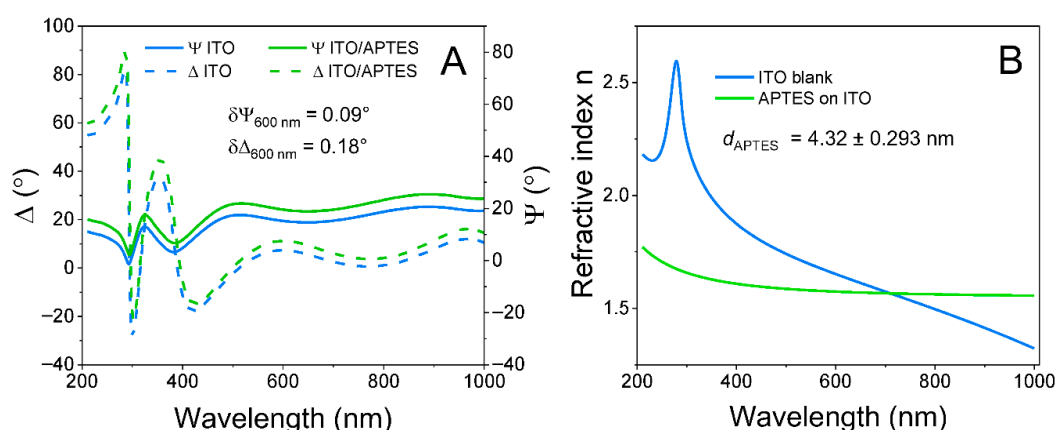 A
Ψ ITO
Ψ ITO/APTES
Δ ITO
Δ ITO/APTES
δΨ600 nm = 0.09°
δΔ600 nm = 0.18°
100
80
60
40
20
0
−20
−40
Δ (°)
80
60
40
20
0
−20
−40
Ψ (°)
200
400
600
800
1000
Wavelength (nm)
B
ITO blank
APTES on ITO
dAPTES = 4.32 ± 0.293 nm
2.5
2.0
1.5
Refractive index n
200
400
600
800
1000
Wavelength (nm)